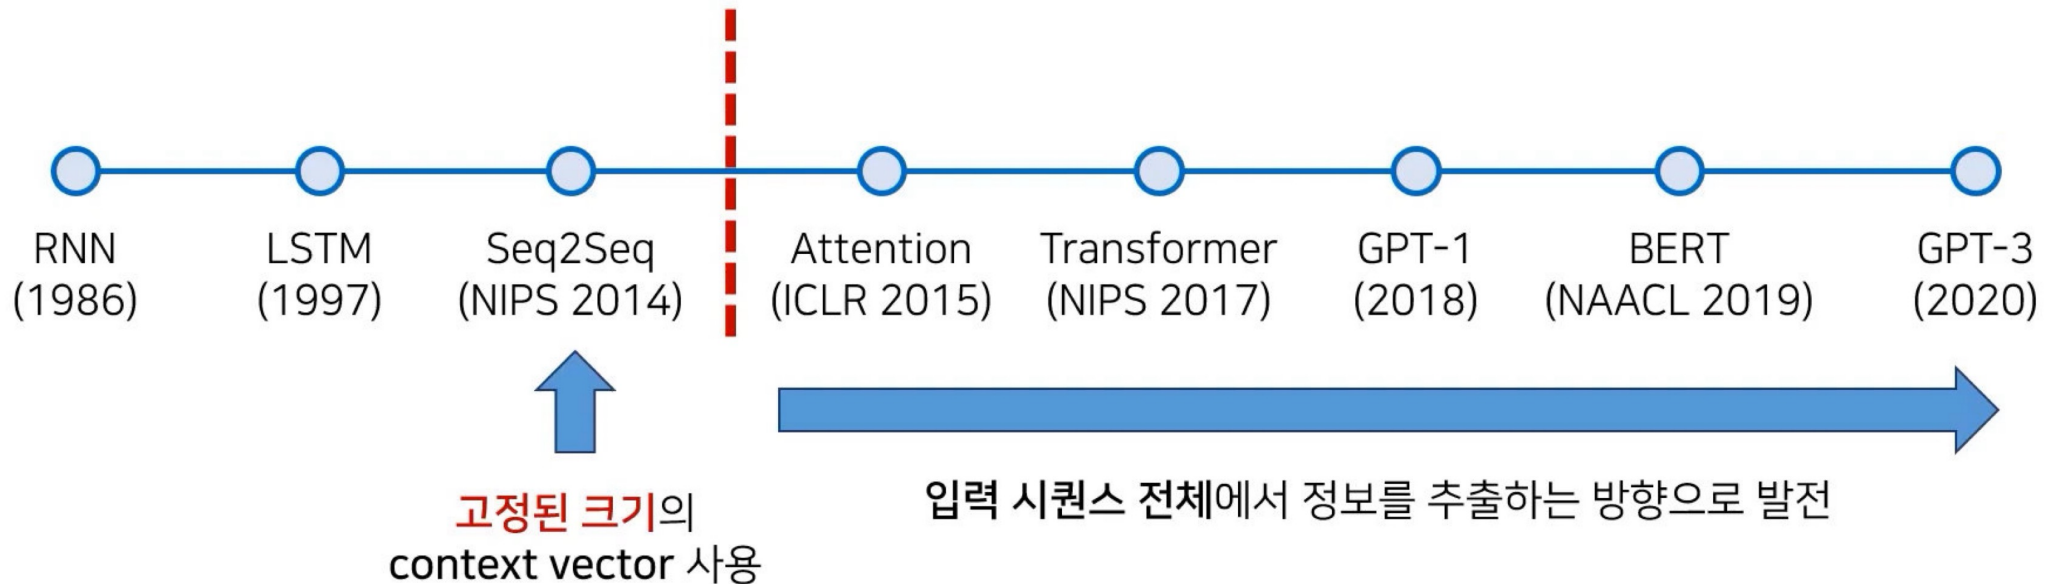 RNN
(1986)
LSTM
(1997)
Seq2Seq
(NIPS 2014)
Attention
(ICLR 2015)
Transformer
(NIPS 2017)
GPT-1
(2018)
BERT
(NAACL 2019)
GPT-3
(2020)
고정된 크기의
context vector 사용
입력 시퀀스 전체에서 정보를 추출하는 방향으로 발전